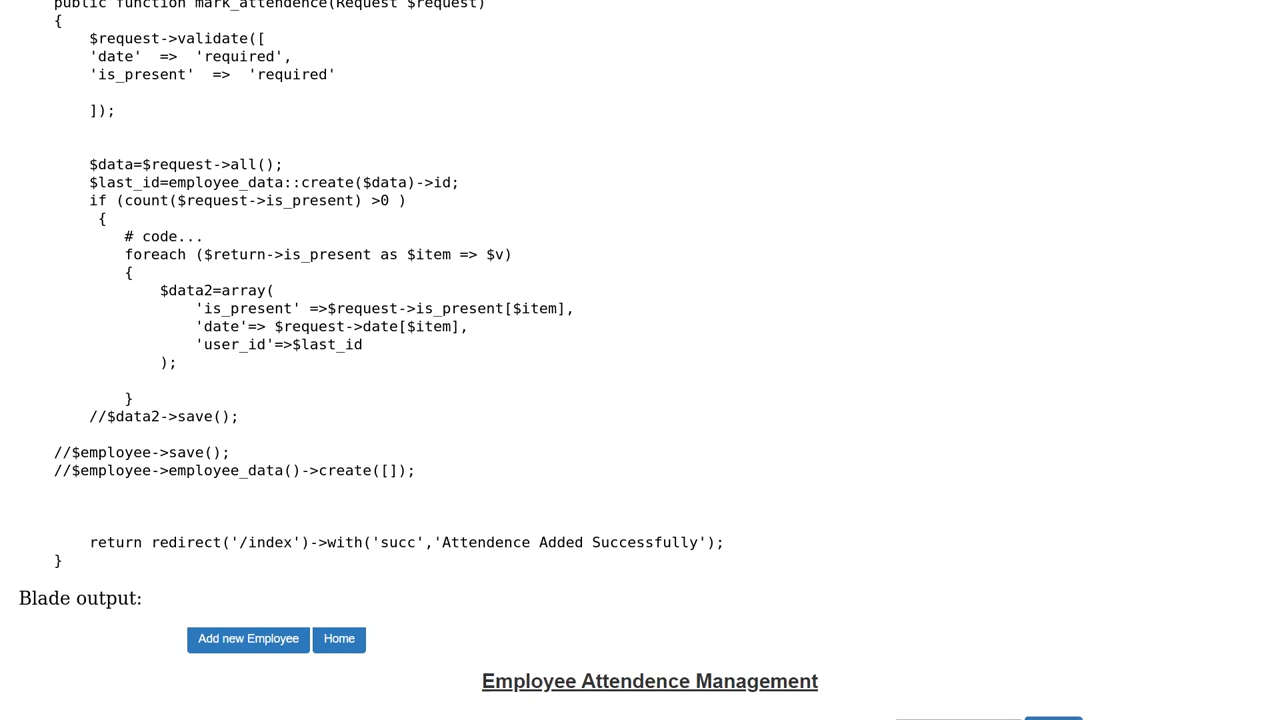 public function mark_attendence(Request $request)
{
$request->validate([
'date'  =>  'required',
'is_present'  =>  'required'
]);
$data=$request->all();
$last_id=employee_data::create($data)->id;
if (count($request->is_present) >0 )
{
# code...
foreach ($return->is_present as $item => $v)
{
$data2=array(
'is_present' =>$request->is_present[$item],
'date'=> $request->date[$item],
'user_id'=>$last_id
);
}
//$data2->save();
//$employee->save();
//$employee->employee_data()->create([]);
return redirect('/index')->with('succ','Attendence Added Successfully');
}
Blade output:
Add new Employee Home
Employee Attendence Management